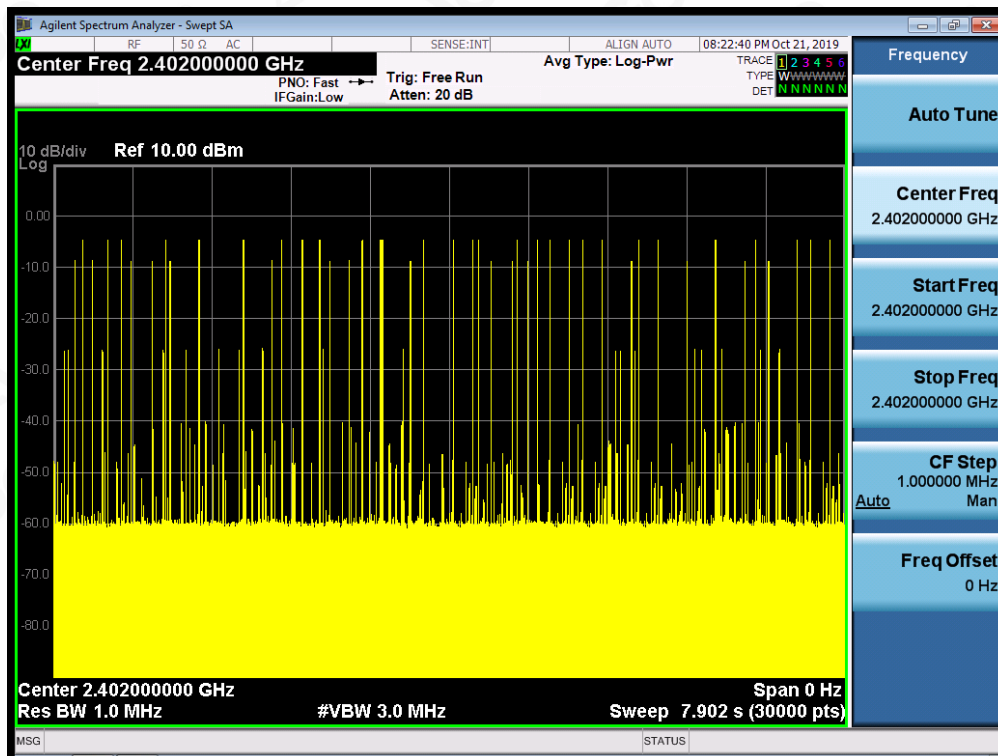 Agilent Spectrum Analyzer - Swept SA
LXI RF 50 Ω AC SENSE:INT ALIGN AUTO 08:22:40 PM Oct 21, 2019
Center Freq 2.402000000 GHz
PNO: Fast
IFGain:Low
Trig: Free Run
Atten: 20 dB
Avg Type: Log-Pwr
TRACE 1 2 3 4 5 6
TYPE W
DET N N N N N N
10 dB/div Ref 10.00 dBm
Log
0.00
-10.0
-20.0
-30.0
-40.0
-50.0
-60.0
-70.0
-80.0
Center 2.402000000 GHz Span 0 Hz
Res BW 1.0 MHz #VBW 3.0 MHz Sweep 7.902 s (30000 pts)
MSG STATUS
Frequency
Auto Tune
Center Freq
2.402000000 GHz
Start Freq
2.402000000 GHz
Stop Freq
2.402000000 GHz
CF Step
1.000000 MHz
Auto Man
Freq Offset
0 Hz